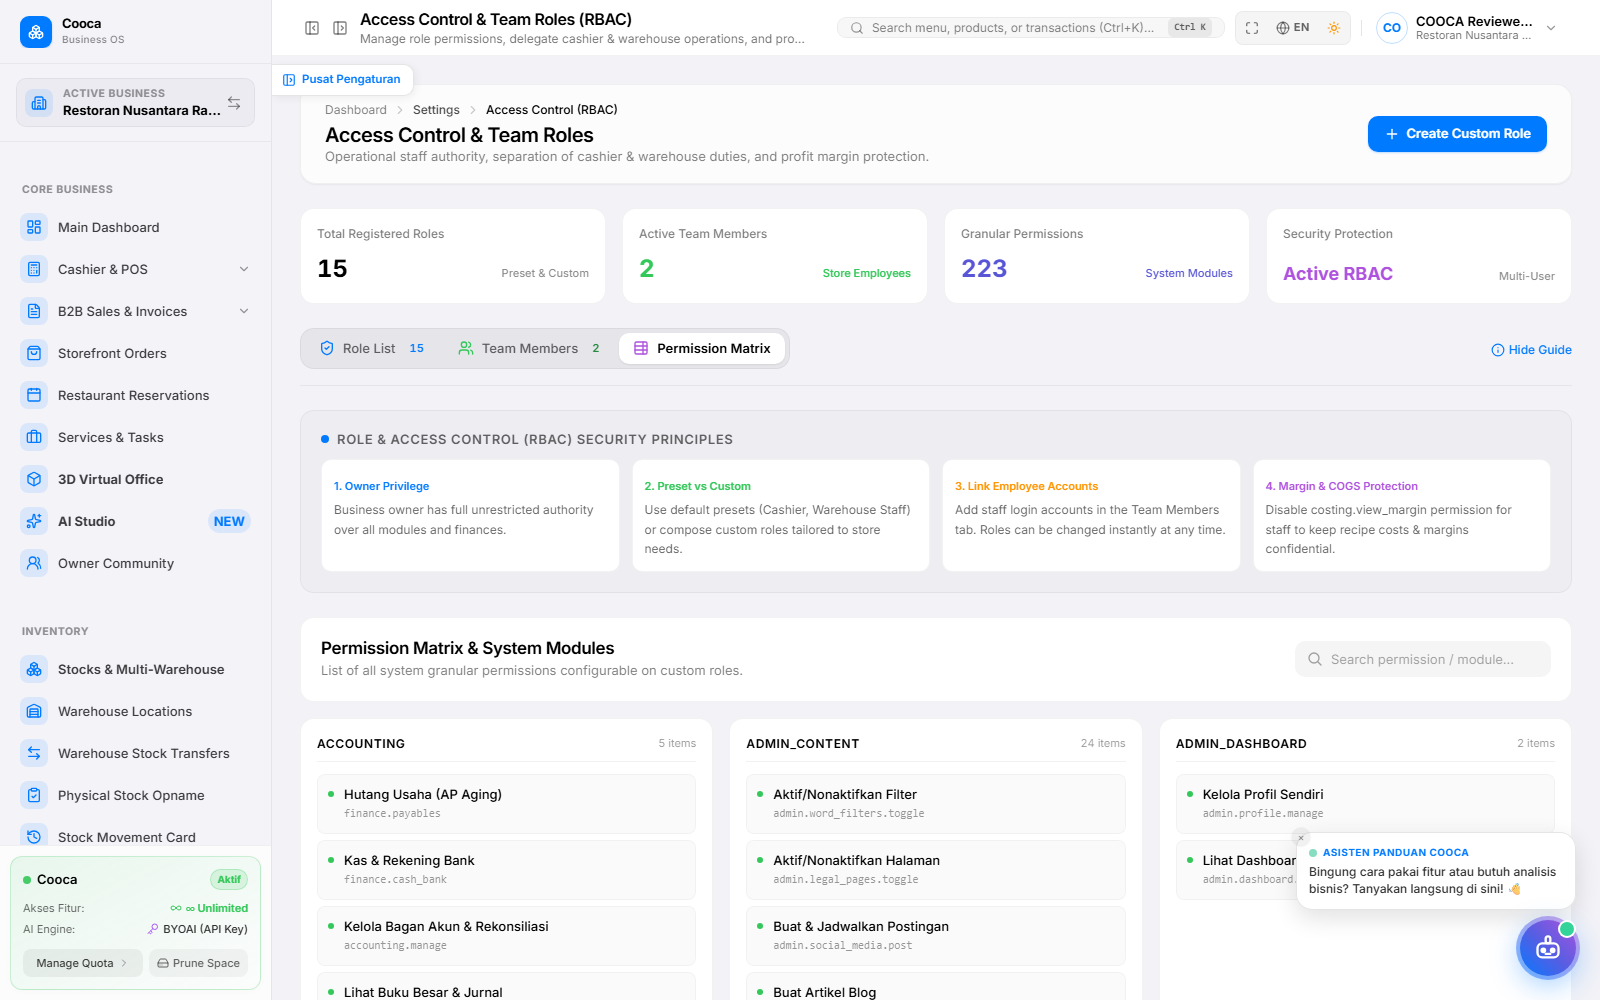 Cooca
Business OS
ACTIVE BUSINESS
Restoran Nusantara Ra...
CORE BUSINESS
Main Dashboard
Cashier & POS
B2B Sales & Invoices
Storefront Orders
Restaurant Reservations
Services & Tasks
3D Virtual Office
AI Studio NEW
Owner Community
INVENTORY
Stocks & Multi-Warehouse
Warehouse Locations
Warehouse Stock Transfers
Physical Stock Opname
Stock Movement Card
Cooca Aktif
Akses Fitur: ∞ Unlimited
AI Engine: BYOAI (API Key)
Manage Quota
Prune Space
Access Control & Team Roles (RBAC)
Manage role permissions, delegate cashier & warehouse operations, and pro...
Search menu, products, or transactions (Ctrl+K)...
Ctrl K
EN
CO
COOCA Reviewe...
Restoran Nusantara ...
Pusat Pengaturan
Dashboard > Settings > Access Control (RBAC)
Access Control & Team Roles
Operational staff authority, separation of cashier & warehouse duties, and profit margin protection.
+ Create Custom Role
Total Registered Roles
15
Preset & Custom
Active Team Members
2
Store Employees
Granular Permissions
223
System Modules
Security Protection
Active RBAC
Multi-User
Role List 15
Team Members 2
Permission Matrix
Hide Guide
ROLE & ACCESS CONTROL (RBAC) SECURITY PRINCIPLES
1. Owner Privilege
Business owner has full unrestricted authority
over all modules and finances.
2. Preset vs Custom
Use default presets (Cashier, Warehouse Staff)
or compose custom roles tailored to store
needs.
3. Link Employee Accounts
Add staff login accounts in the Team Members
tab. Roles can be changed instantly at any time.
4. Margin & COGS Protection
Disable costing.view_margin permission for
staff to keep recipe costs & margins
confidential.
Permission Matrix & System Modules
List of all system granular permissions configurable on custom roles.
Search permission / module...
ACCOUNTING 5 items
Hutang Usaha (AP Aging)
finance.payables
Kas & Rekening Bank
finance.cash_bank
Kelola Bagan Akun & Rekonsiliasi
accounting.manage
Lihat Buku Besar & Jurnal
ADMIN_CONTENT 24 items
Aktif/Nonaktifkan Filter
admin.word_filters.toggle
Aktif/Nonaktifkan Halaman
admin.legal_pages.toggle
Buat & Jadwalkan Postingan
admin.social_media.post
Buat Artikel Blog
ADMIN_DASHBOARD 2 items
Kelola Profil Sendiri
admin.profile.manage
Lihat Dashboar
admin.dashboard.
ASISTEN PANDUAN COOCA
Bingung cara pakai fitur atau butuh analisis
bisnis? Tanyakan langsung di sini! 👋